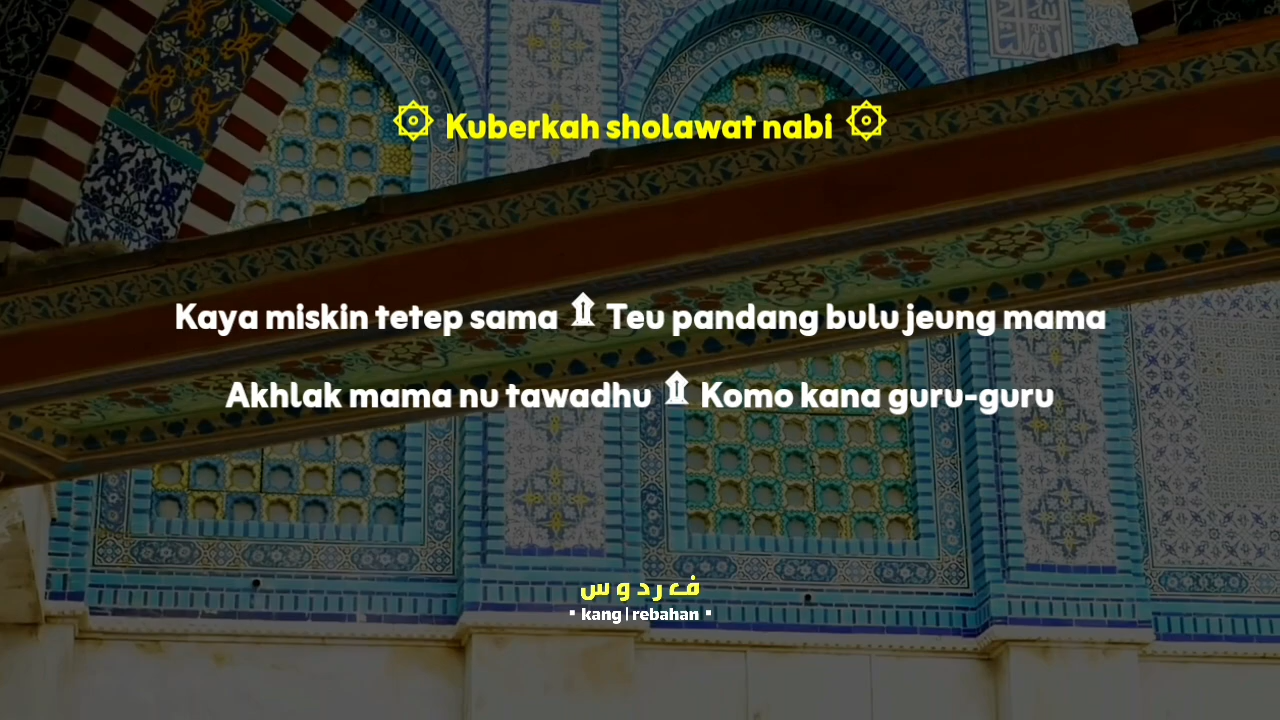 ۞ Kuberkah sholawat nabi ۞
Kaya miskin tetep sama ۩ Teu pandang bulu jeung mama
Akhlak mama nu tawadhu ۩ Komo kana guru-guru
فردوس
▪ kang | rebahan ▪